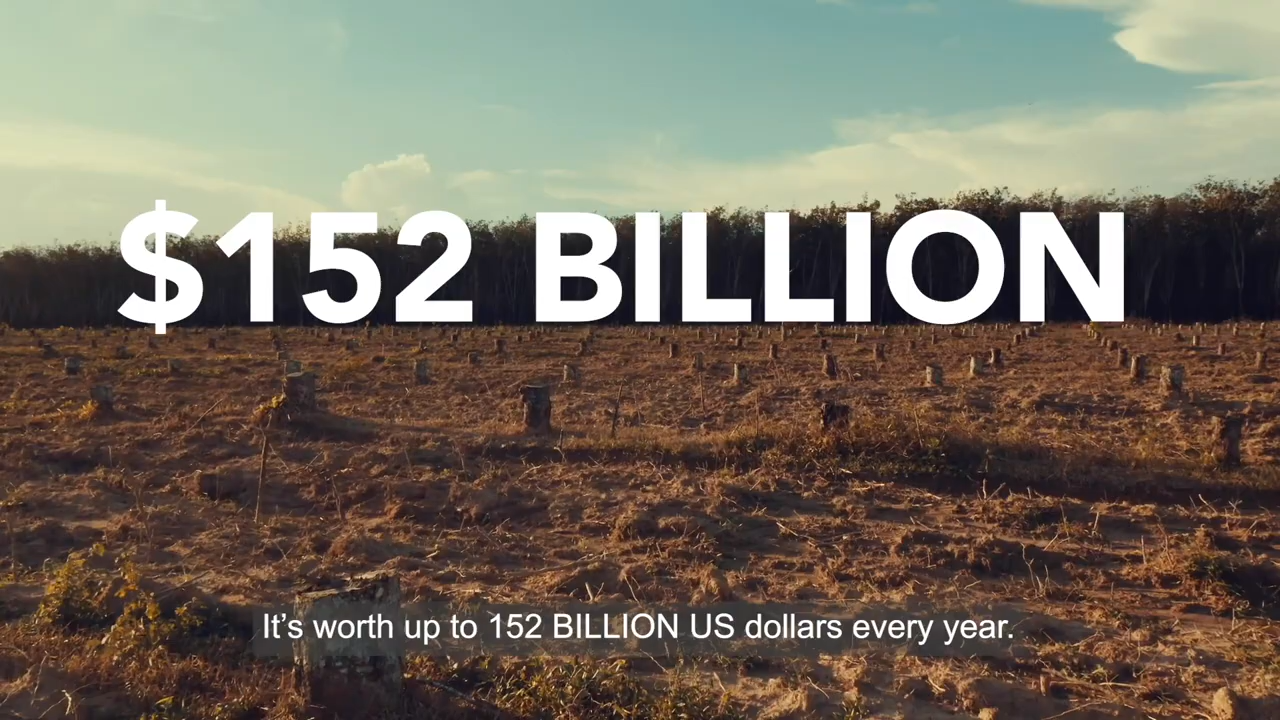 $152 BILLION
It’s worth up to 152 BILLION US dollars every year.